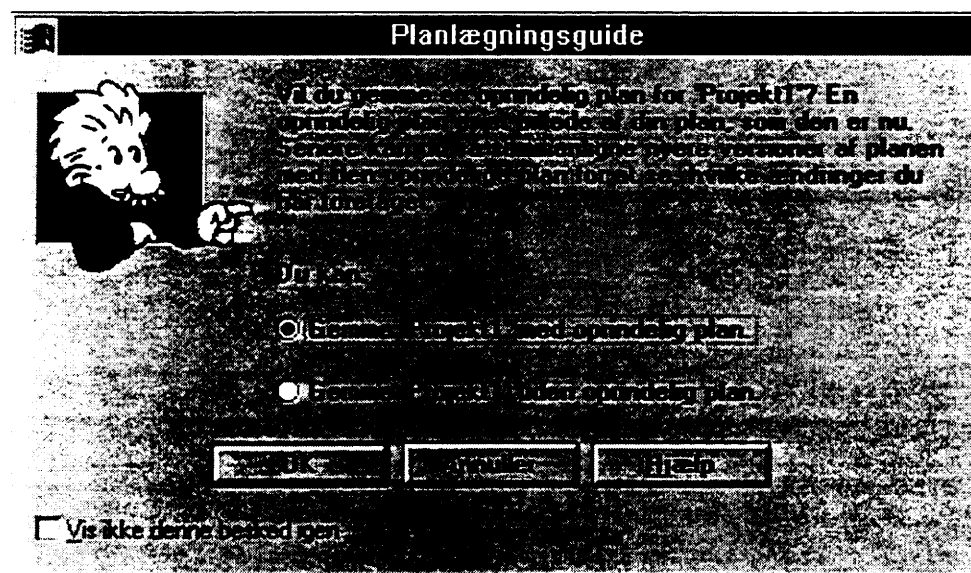 Planlægningsguide
Vil du gemme en oprindelig plan for 'Projekt1'? En
oprindelig plan er et billede af din plan, som den er nu.
Senere kan du sammenligne nyere versioner af planen
med den oprindelige plan for at se, hvilke ændringer du
har foretaget.
Du kan:
Gemme 'Projekt1' med oprindelig plan.
Gemme 'Projekt1' uden oprindelig plan.
OK Annuller Hjælp
Vis ikke denne besked igen